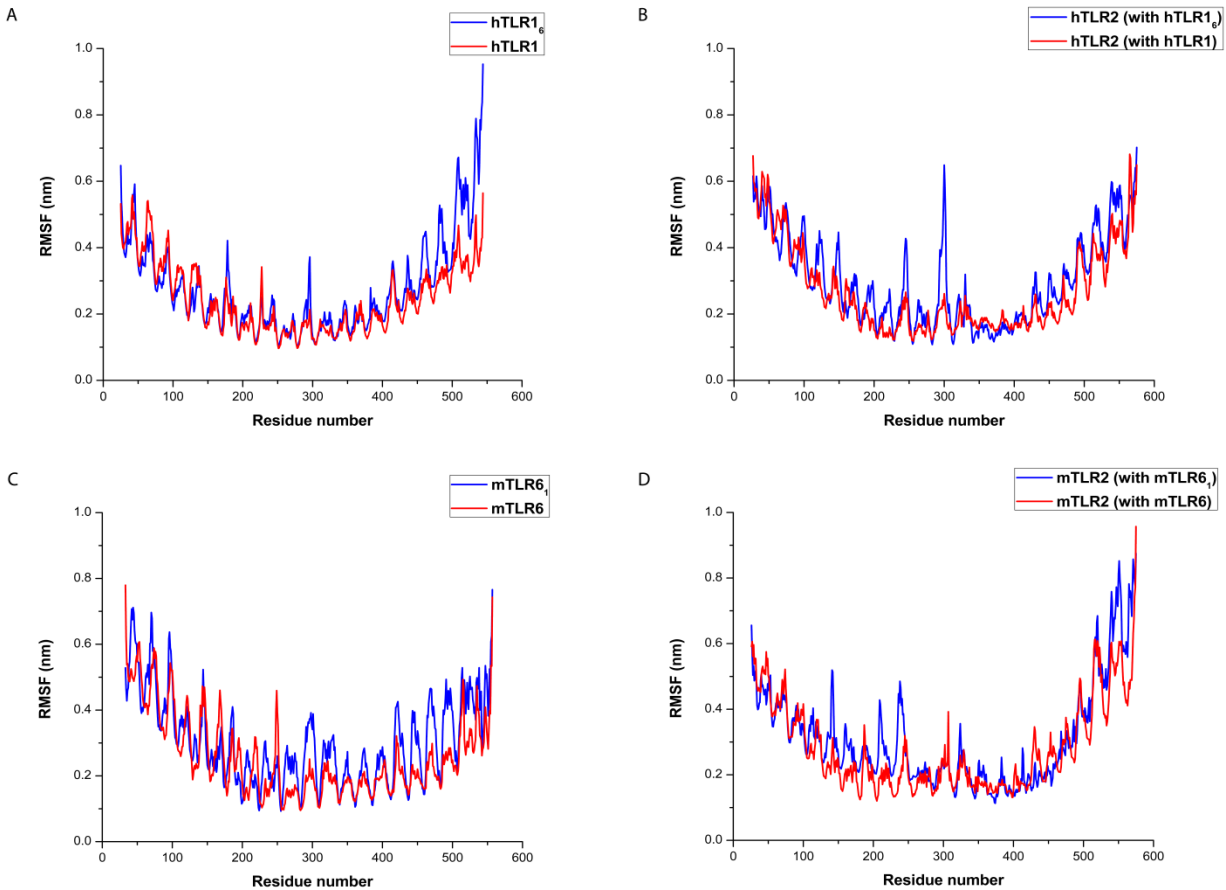 A
hTLR1₆
hTLR1
1.0
0.8
0.6
0.4
0.2
0.0
RMSF (nm)
0 100 200 300 400 500 600
Residue number
B
hTLR2 (with hTLR1₆)
hTLR2 (with hTLR1)
1.0
0.8
0.6
0.4
0.2
0.0
RMSF (nm)
0 100 200 300 400 500 600
Residue number
C
mTLR6₁
mTLR6
1.0
0.8
0.6
0.4
0.2
0.0
RMSF (nm)
0 100 200 300 400 500 600
Residue number
D
mTLR2 (with mTLR6₁)
mTLR2 (with mTLR6)
1.0
0.8
0.6
0.4
0.2
0.0
RMSF (nm)
0 100 200 300 400 500 600
Residue number